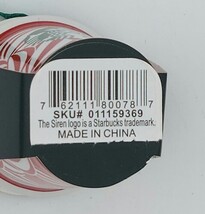 7 62111 80078 7
SKU# 011159369
The Siren logo is a Starbucks trademark.
MADE IN CHINA